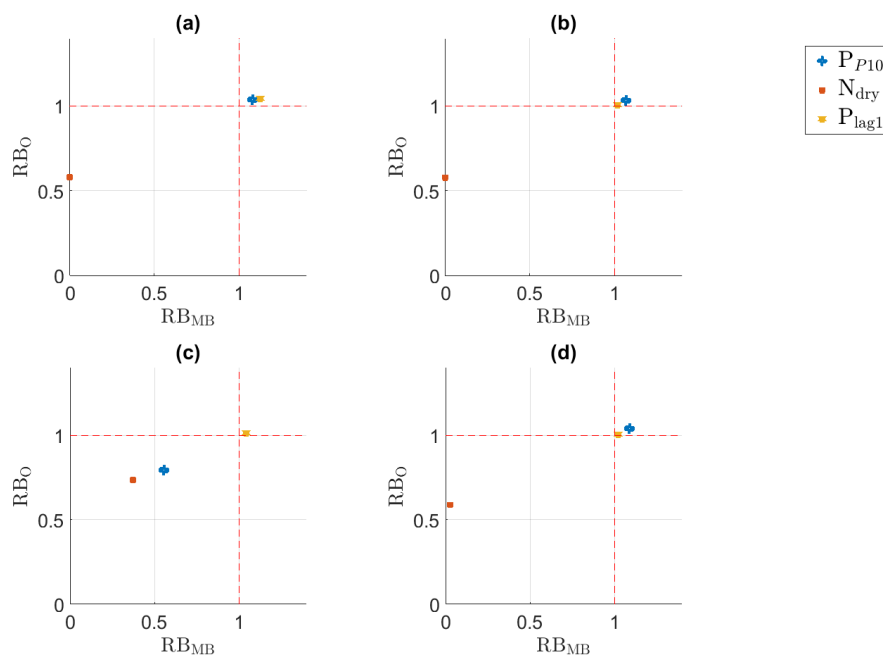 (a)
1
0.5
0
RB_O
0 0.5 1
RB_MB
(b)
1
0.5
0
RB_O
0 0.5 1
RB_MB
P_P10
N_dry
P_lag1
(c)
1
0.5
0
RB_O
0 0.5 1
RB_MB
(d)
1
0.5
0
RB_O
0 0.5 1
RB_MB